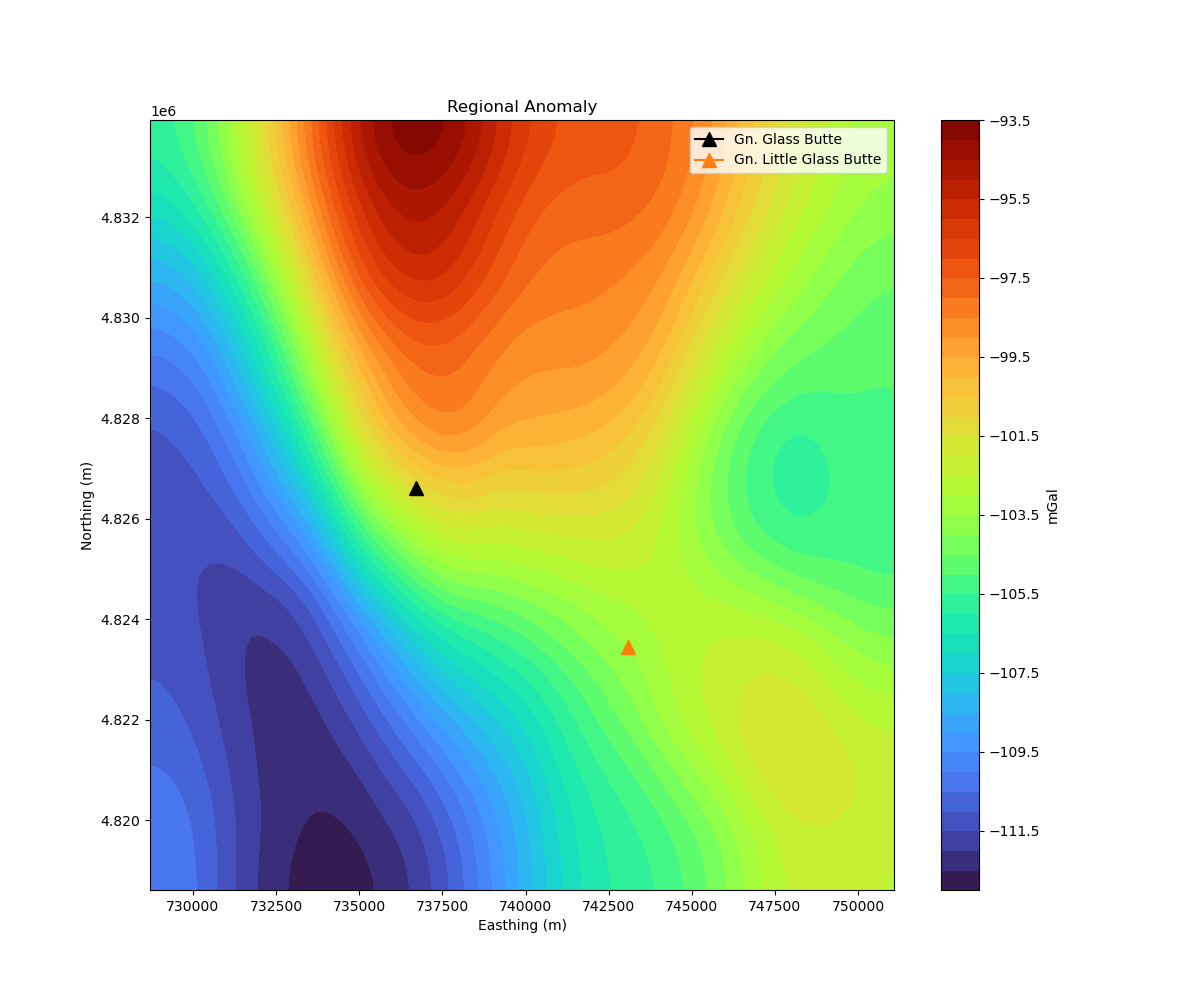 Regional Anomaly
1e6
Gn. Glass Butte
Gn. Little Glass Butte
4.832
4.830
4.828
4.826
4.824
4.822
4.820
Northing (m)
730000 732500 735000 737500 740000 742500 745000 747500 750000
Easthing (m)
−93.5
−95.5
−97.5
−99.5
−101.5
−103.5
−105.5
−107.5
−109.5
−111.5
mGal